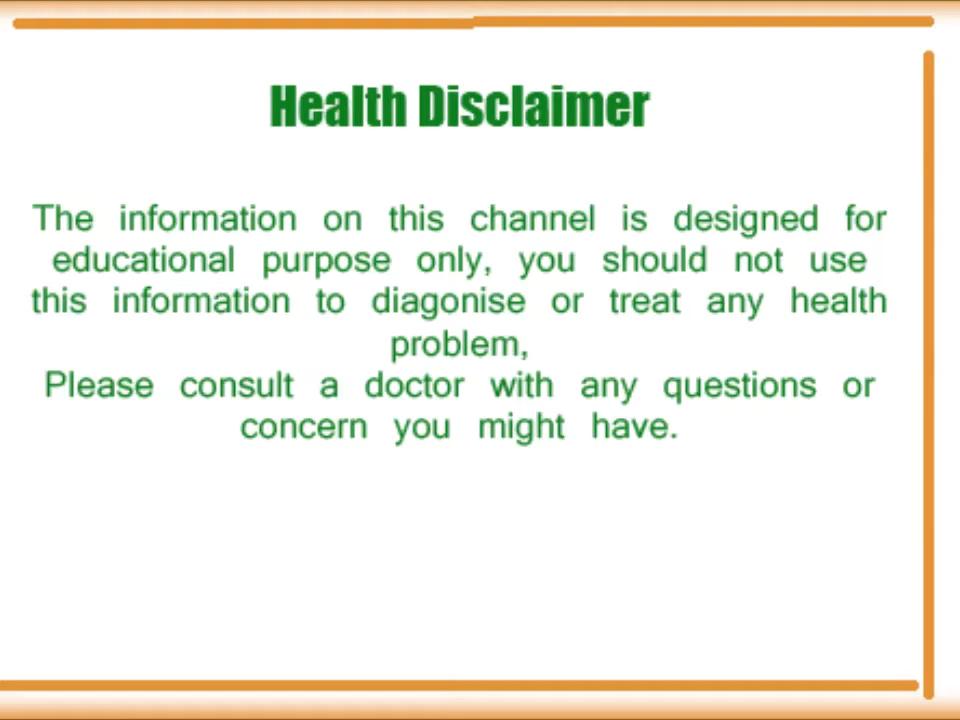 Health Disclaimer
The information on this channel is designed for
educational purpose only, you should not use
this information to diagonise or treat any health
problem,
Please consult a doctor with any questions or
concern you might have.